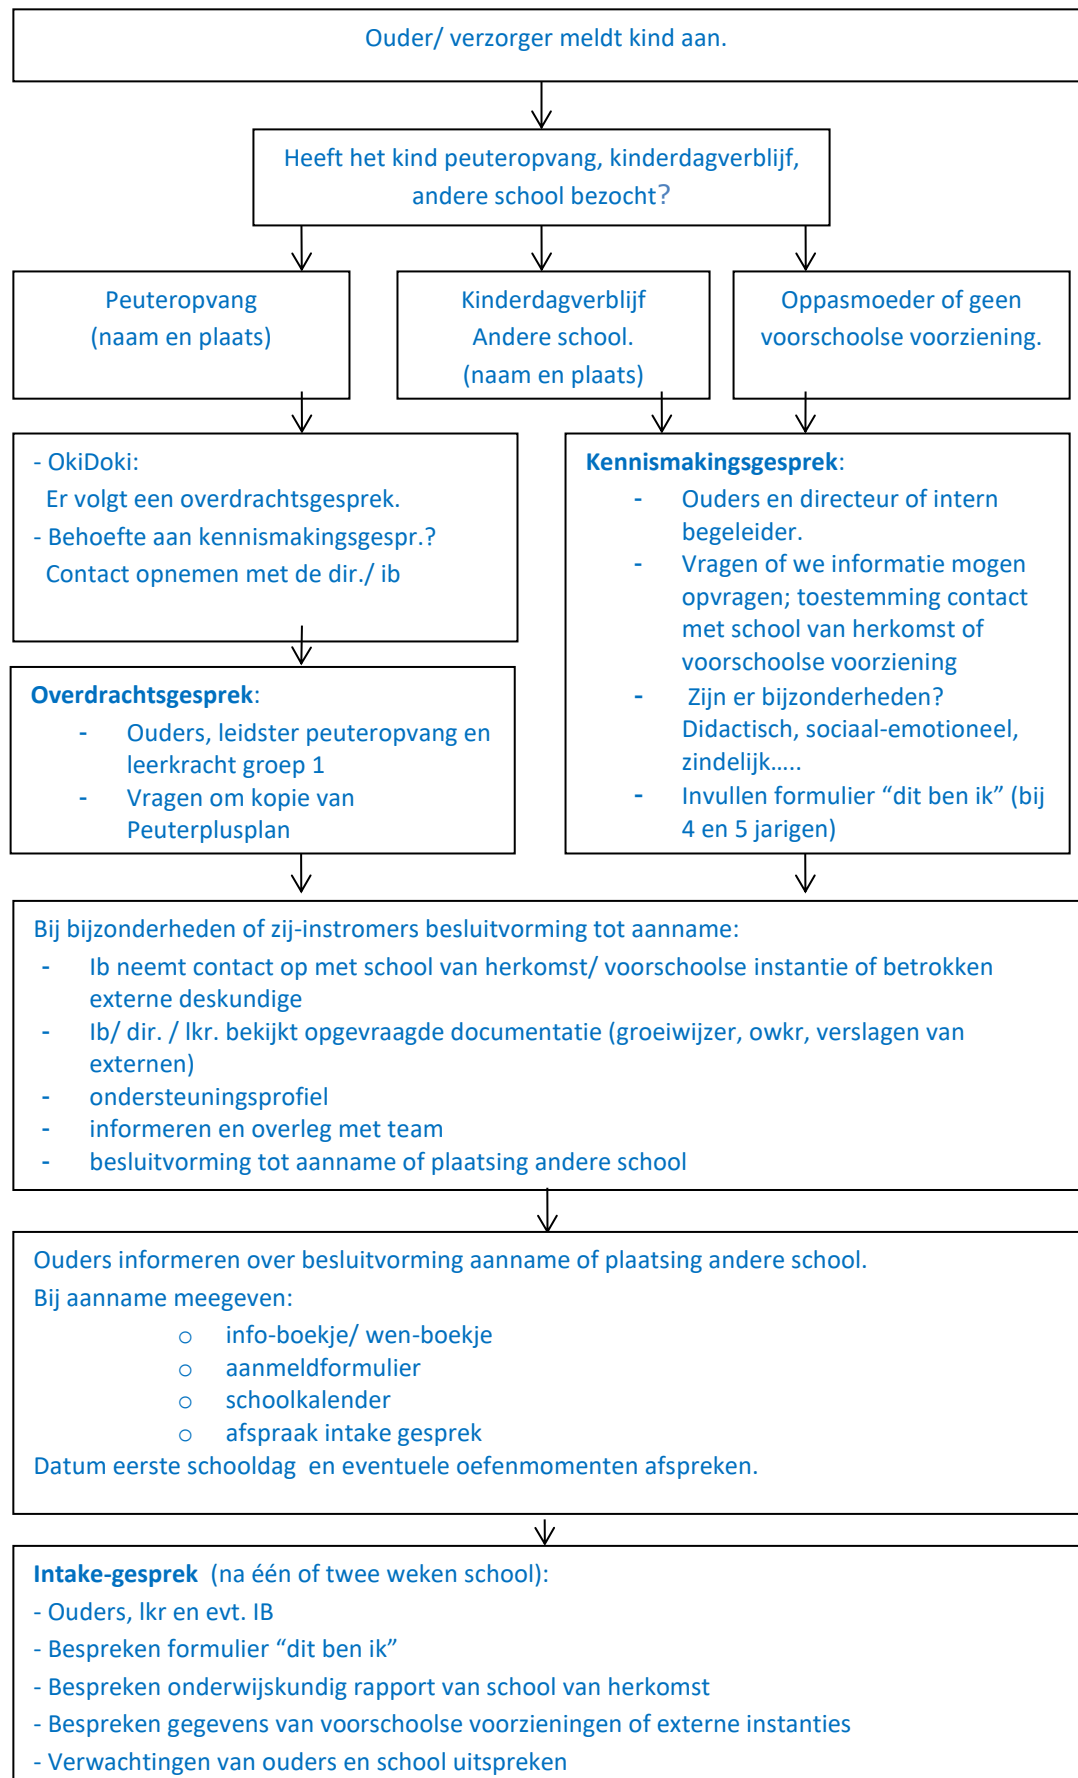 Ouder/ verzorger meldt kind aan.
Heeft het kind peuteropvang, kinderdagverblijf,
andere school bezocht?
Peuteropvang
(naam en plaats)
Kinderdagverblijf
Andere school.
(naam en plaats)
Oppasmoeder of geen
voorschoolse voorziening.
- OkiDoki:
Er volgt een overdrachtsgesprek.
- Behoefte aan kennismakingsgespr.?
Contact opnemen met de dir./ ib
Overdrachtsgesprek:
- Ouders, leidster peuteropvang en
leerkracht groep 1
- Vragen om kopie van
Peuterplusplan
Kennismakingsgesprek:
- Ouders en directeur of intern
begeleider.
- Vragen of we informatie mogen
opvragen; toestemming contact
met school van herkomst of
voorschoolse voorziening
- Zijn er bijzonderheden?
Didactisch, sociaal-emotioneel,
zindelijk…..
- Invullen formulier “dit ben ik” (bij
4 en 5 jarigen)
Bij bijzonderheden of zij-instromers besluitvorming tot aanname:
- Ib neemt contact op met school van herkomst/ voorschoolse instantie of betrokken
externe deskundige
- Ib/ dir. / lkr. bekijkt opgevraagde documentatie (groeiwijzer, owkr, verslagen van
externen)
- ondersteuningsprofiel
- informeren en overleg met team
- besluitvorming tot aanname of plaatsing andere school
Ouders informeren over besluitvorming aanname of plaatsing andere school.
Bij aanname meegeven:
o info-boekje/ wen-boekje
o aanmeldformulier
o schoolkalender
o afspraak intake gesprek
Datum eerste schooldag  en eventuele oefenmomenten afspreken.
Intake-gesprek  (na één of twee weken school):
- Ouders, lkr en evt. IB
- Bespreken formulier “dit ben ik”
- Bespreken onderwijskundig rapport van school van herkomst
- Bespreken gegevens van voorschoolse voorzieningen of externe instanties
- Verwachtingen van ouders en school uitspreken